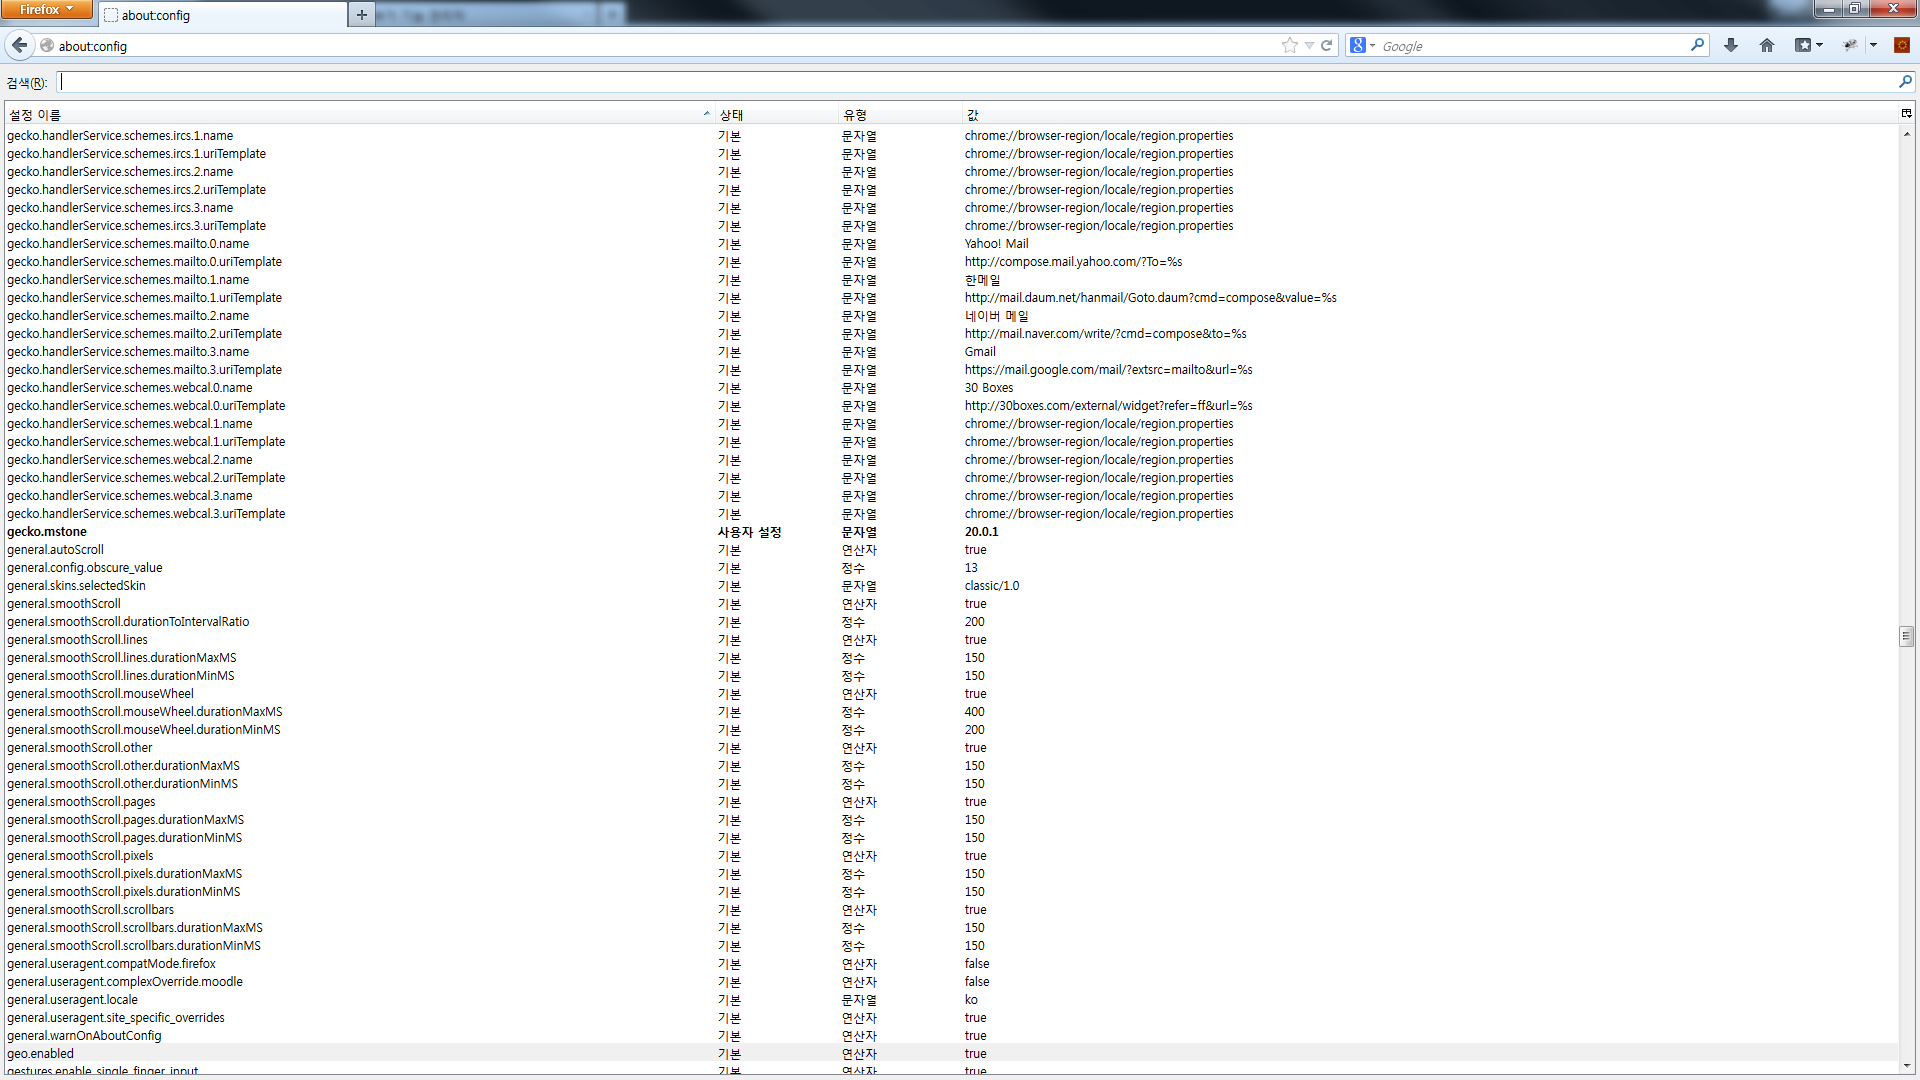 Firefox
about:config
about:config
Google
검색(R):
설정 이름 상태 유형 값
gecko.handlerService.schemes.ircs.1.name 기본 문자열 chrome://browser-region/locale/region.properties
gecko.handlerService.schemes.ircs.1.uriTemplate 기본 문자열 chrome://browser-region/locale/region.properties
gecko.handlerService.schemes.ircs.2.name 기본 문자열 chrome://browser-region/locale/region.properties
gecko.handlerService.schemes.ircs.2.uriTemplate 기본 문자열 chrome://browser-region/locale/region.properties
gecko.handlerService.schemes.ircs.3.name 기본 문자열 chrome://browser-region/locale/region.properties
gecko.handlerService.schemes.ircs.3.uriTemplate 기본 문자열 chrome://browser-region/locale/region.properties
gecko.handlerService.schemes.mailto.0.name 기본 문자열 Yahoo! Mail
gecko.handlerService.schemes.mailto.0.uriTemplate 기본 문자열 http://compose.mail.yahoo.com/?To=%s
gecko.handlerService.schemes.mailto.1.name 기본 문자열 한메일
gecko.handlerService.schemes.mailto.1.uriTemplate 기본 문자열 http://mail.daum.net/hanmail/Goto.daum?cmd=compose&value=%s
gecko.handlerService.schemes.mailto.2.name 기본 문자열 네이버 메일
gecko.handlerService.schemes.mailto.2.uriTemplate 기본 문자열 http://mail.naver.com/write/?cmd=compose&to=%s
gecko.handlerService.schemes.mailto.3.name 기본 문자열 Gmail
gecko.handlerService.schemes.mailto.3.uriTemplate 기본 문자열 https://mail.google.com/mail/?extsrc=mailto&url=%s
gecko.handlerService.schemes.webcal.0.name 기본 문자열 30 Boxes
gecko.handlerService.schemes.webcal.0.uriTemplate 기본 문자열 http://30boxes.com/external/widget?refer=ff&url=%s
gecko.handlerService.schemes.webcal.1.name 기본 문자열 chrome://browser-region/locale/region.properties
gecko.handlerService.schemes.webcal.1.uriTemplate 기본 문자열 chrome://browser-region/locale/region.properties
gecko.handlerService.schemes.webcal.2.name 기본 문자열 chrome://browser-region/locale/region.properties
gecko.handlerService.schemes.webcal.2.uriTemplate 기본 문자열 chrome://browser-region/locale/region.properties
gecko.handlerService.schemes.webcal.3.name 기본 문자열 chrome://browser-region/locale/region.properties
gecko.handlerService.schemes.webcal.3.uriTemplate 기본 문자열 chrome://browser-region/locale/region.properties
gecko.mstone 사용자 설정 문자열 20.0.1
general.autoScroll 기본 연산자 true
general.config.obscure_value 기본 정수 13
general.skins.selectedSkin 기본 문자열 classic/1.0
general.smoothScroll 기본 연산자 true
general.smoothScroll.durationToIntervalRatio 기본 정수 200
general.smoothScroll.lines 기본 연산자 true
general.smoothScroll.lines.durationMaxMS 기본 정수 150
general.smoothScroll.lines.durationMinMS 기본 정수 150
general.smoothScroll.mouseWheel 기본 연산자 true
general.smoothScroll.mouseWheel.durationMaxMS 기본 정수 400
general.smoothScroll.mouseWheel.durationMinMS 기본 정수 200
general.smoothScroll.other 기본 연산자 true
general.smoothScroll.other.durationMaxMS 기본 정수 150
general.smoothScroll.other.durationMinMS 기본 정수 150
general.smoothScroll.pages 기본 연산자 true
general.smoothScroll.pages.durationMaxMS 기본 정수 150
general.smoothScroll.pages.durationMinMS 기본 정수 150
general.smoothScroll.pixels 기본 연산자 true
general.smoothScroll.pixels.durationMaxMS 기본 정수 150
general.smoothScroll.pixels.durationMinMS 기본 정수 150
general.smoothScroll.scrollbars 기본 연산자 true
general.smoothScroll.scrollbars.durationMaxMS 기본 정수 150
general.smoothScroll.scrollbars.durationMinMS 기본 정수 150
general.useragent.compatMode.firefox 기본 연산자 false
general.useragent.complexOverride.moodle 기본 연산자 false
general.useragent.locale 기본 문자열 ko
general.useragent.site_specific_overrides 기본 연산자 true
general.warnOnAboutConfig 기본 연산자 true
geo.enabled 기본 연산자 true
gestures.enable_single_finger_input 기본 연산자 true